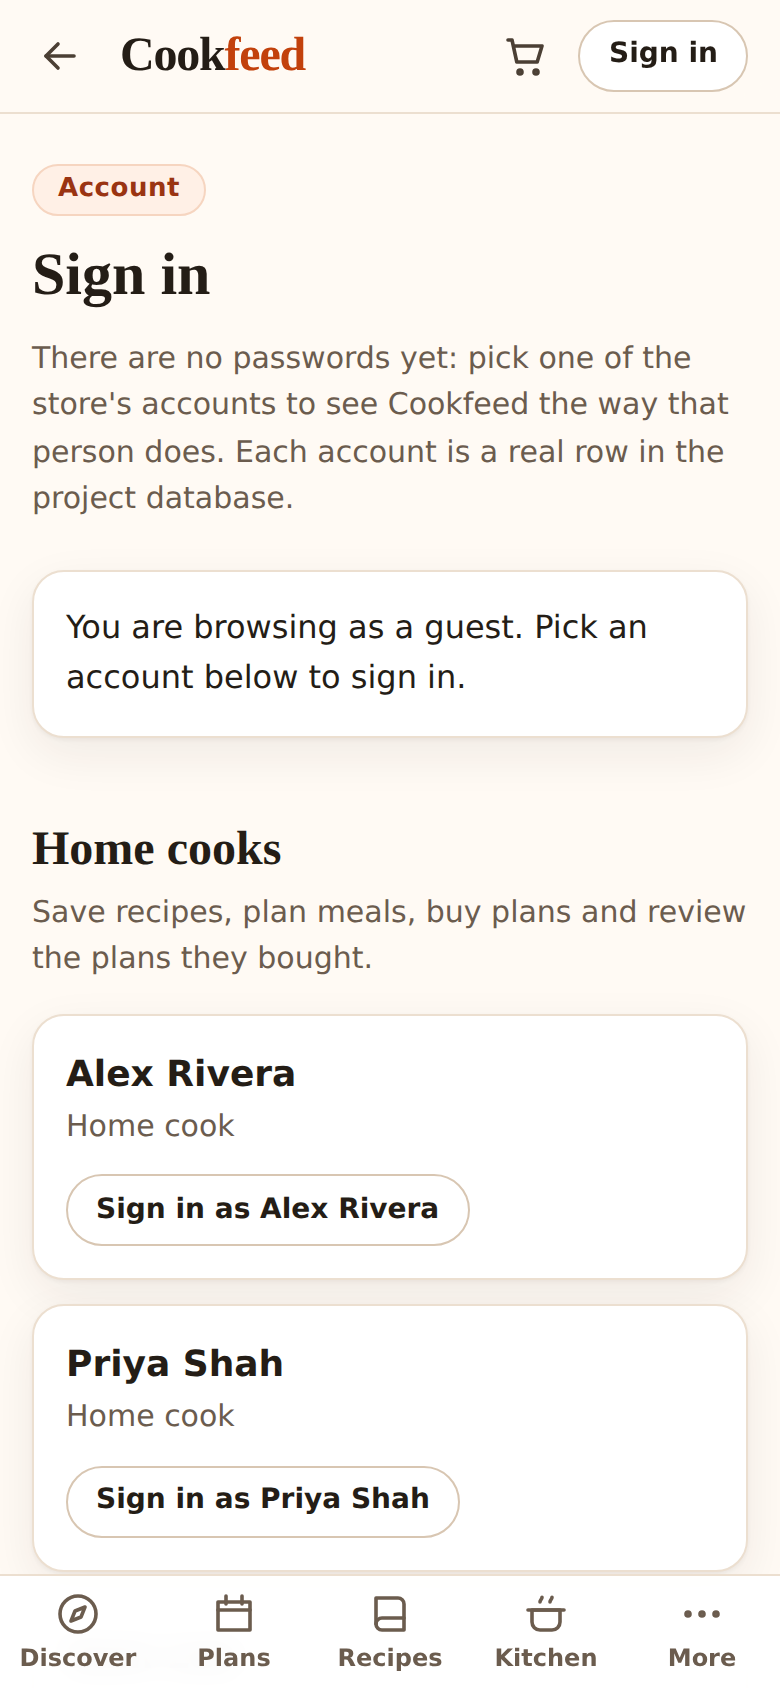 Cookfeed
Sign in
Account
Sign in
There are no passwords yet: pick one of the
store's accounts to see Cookfeed the way that
person does. Each account is a real row in the
project database.
You are browsing as a guest. Pick an
account below to sign in.
Home cooks
Save recipes, plan meals, buy plans and review
the plans they bought.
Alex Rivera
Home cook
Sign in as Alex Rivera
Priya Shah
Home cook
Sign in as Priya Shah
Discover
Plans
Recipes
Kitchen
More